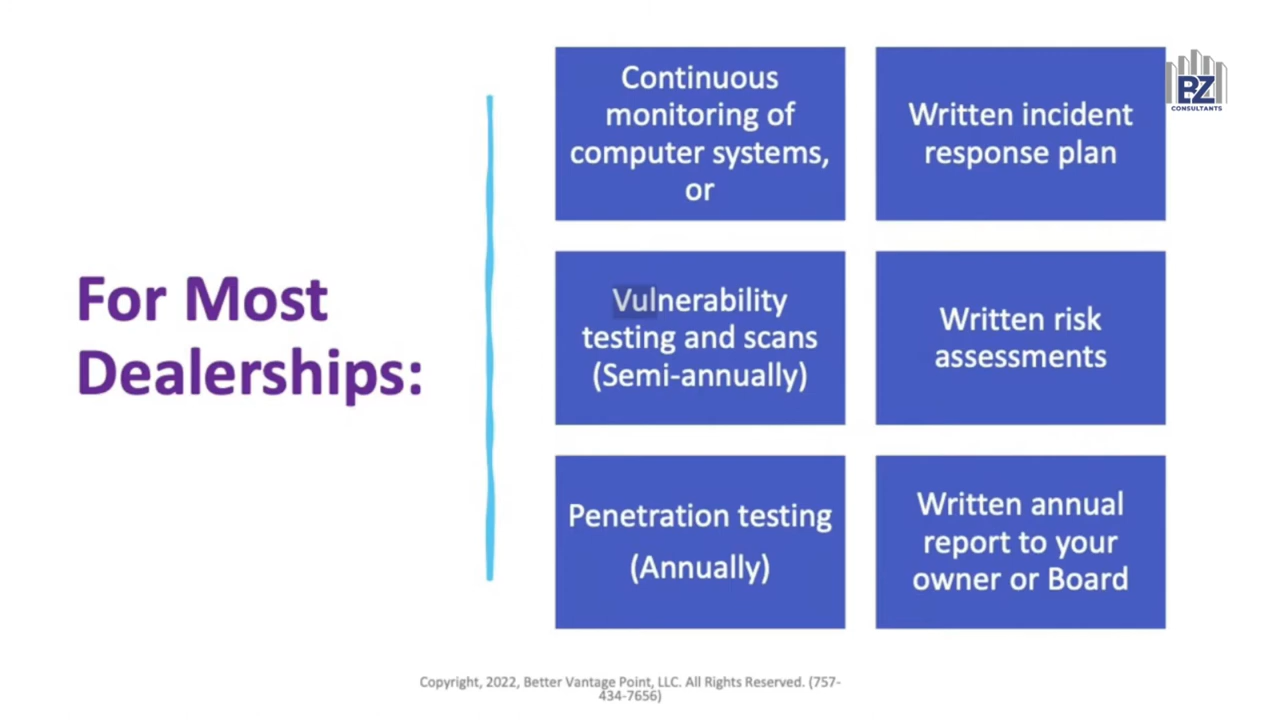 For Most
Dealerships:
Continuous
monitoring of
computer systems,
or
Written incident
response plan
Vulnerability
testing and scans
(Semi-annually)
Written risk
assessments
Penetration testing
(Annually)
Written annual
report to your
owner or Board
BZ
CONSULTANTS
Copyright, 2022, Better Vantage Point, LLC. All Rights Reserved. (757-
434-7656)